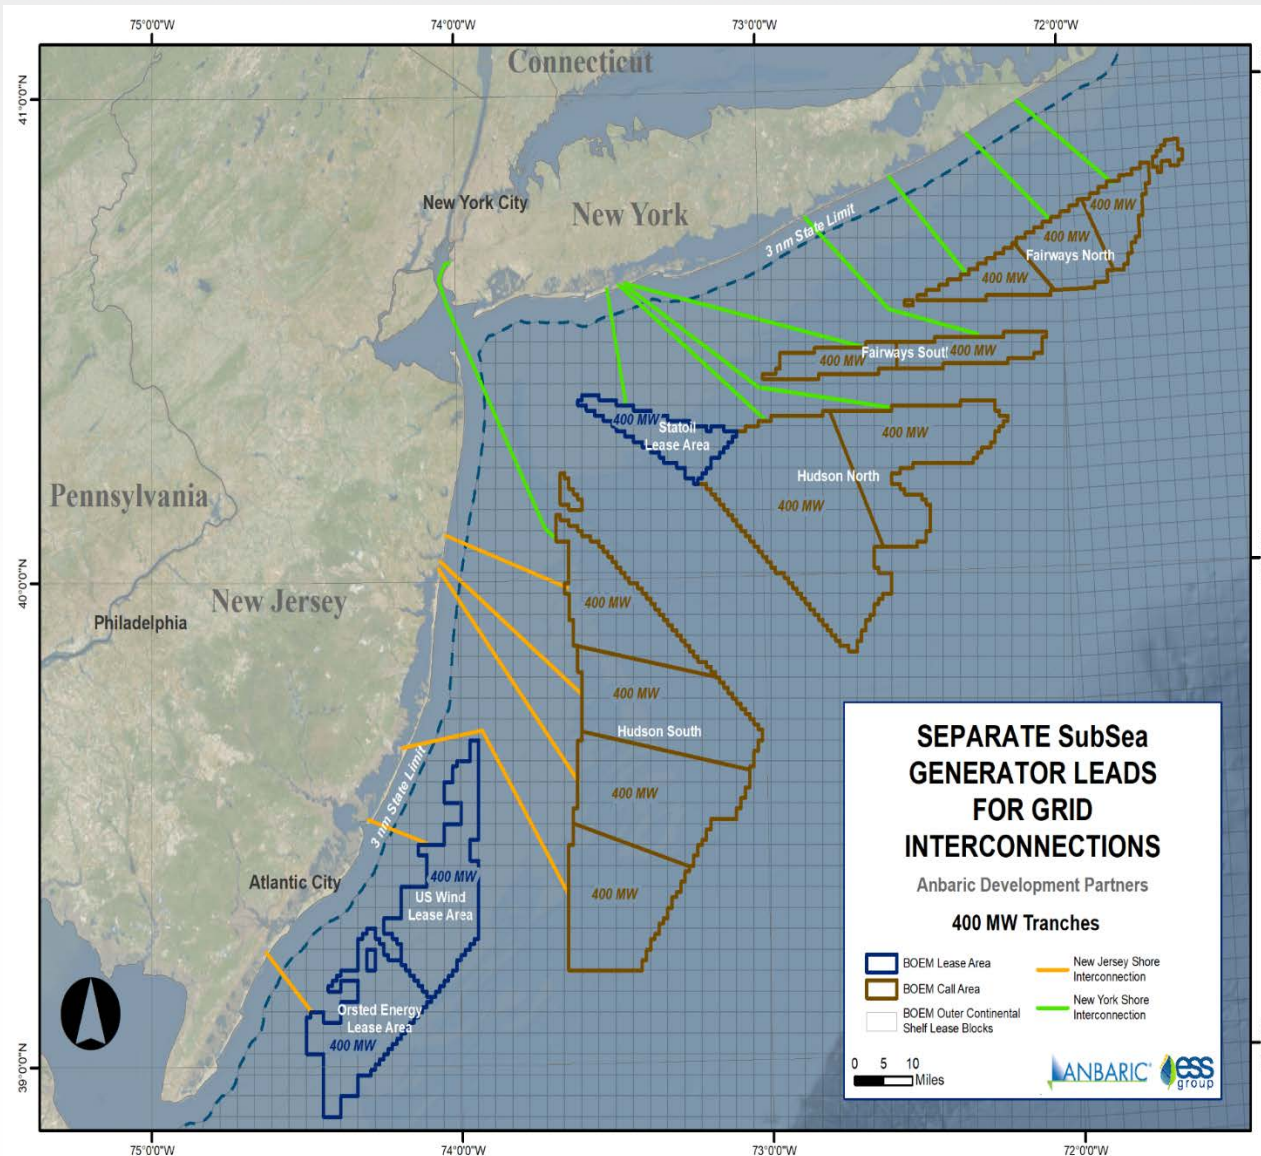 75°0'0"W
74°0'0"W
73°0'0"W
72°0'0"W
41°0'0"N
40°0'0"N
39°0'0"N
Connecticut
New York City
New York
3 nm State Limit
400 MW
400 MW
Fairways North
400 MW
Fairways Sout
400 MW
400 MW
400 MW
Statoil
Lease Area
400 MW
Hudson North
400 MW
Pennsylvania
New Jersey
Philadelphia
400 MW
400 MW
Hudson South
400 MW
400 MW
3 nm State Limit
Atlantic City
400 MW
US Wind
Lease Area
Orsted Energy
Lease Area
400 MW
SEPARATE SubSea
GENERATOR LEADS
FOR GRID
INTERCONNECTIONS
Anbaric Development Partners
400 MW Tranches
BOEM Lease Area
BOEM Call Area
BOEM Outer Continental
Shelf Lease Blocks
New Jersey Shore
Interconnection
New York Shore
Interconnection
0 5 10
Miles
ANBARIC
ess
group
75°0'0"W
74°0'0"W
73°0'0"W
72°0'0"W